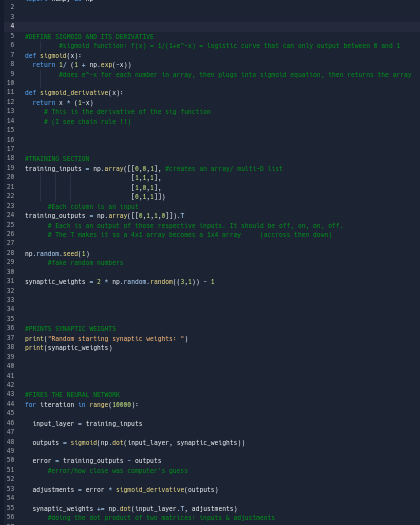 import numpy as np
2
3
4
5 #DEFINE SIGMOID AND ITS DERIVATIVE
6 #sigmoid function: f(x) = 1/(1+e^-x) = logistic curve that can only output between 0 and 1
7 def sigmoid(x):
8 return 1/ (1 + np.exp(-x))
9 #does e^-x for each number in array, then plugs into sigmoid equation, then returns the array
10
11 def sigmoid_derivative(x):
12 return x * (1-x)
13 # This is the derivative of the sig function
14 # (I see chain rule !!)
15
16
17
18 #TRAINING SECTION
19 training_inputs = np.array([[0,0,1], #creates an array/ multi-D list
20 [1,1,1],
21 [1,0,1],
22 [0,1,1]])
23 #Each column is an input
24 training_outputs = np.array([[0,1,1,0]]).T
25 # Each is an output of those respective inputs. It should be off, on, on, off.
26 # The T makes it so a 4x1 array becomes a 1x4 array (accross then down)
27
28 np.random.seed(1)
29 #fake random numbers
30
31 synaptic_weights = 2 * np.random.random((3,1)) - 1
32
33
34
35
36 #PRINTS SYNAPTIC WEIGHTS
37 print("Random starting synaptic weights: ")
38 print(synaptic_weights)
39
40
41
42
43 #FIRES THE NEURAL NETWORK
44 for iteration in range(10000):
45
46 input_layer = training_inputs
47
48 outputs = sigmoid(np.dot(input_layer, synaptic_weights))
49
50 error = training_outputs - outputs
51 #error/how close was computer's guess
52
53 adjustments = error * sigmoid_derivative(outputs)
54
55 synaptic_weights += np.dot(input_layer.T, adjustments)
56 #doing the dot product of two matrices: inputs & adjustments